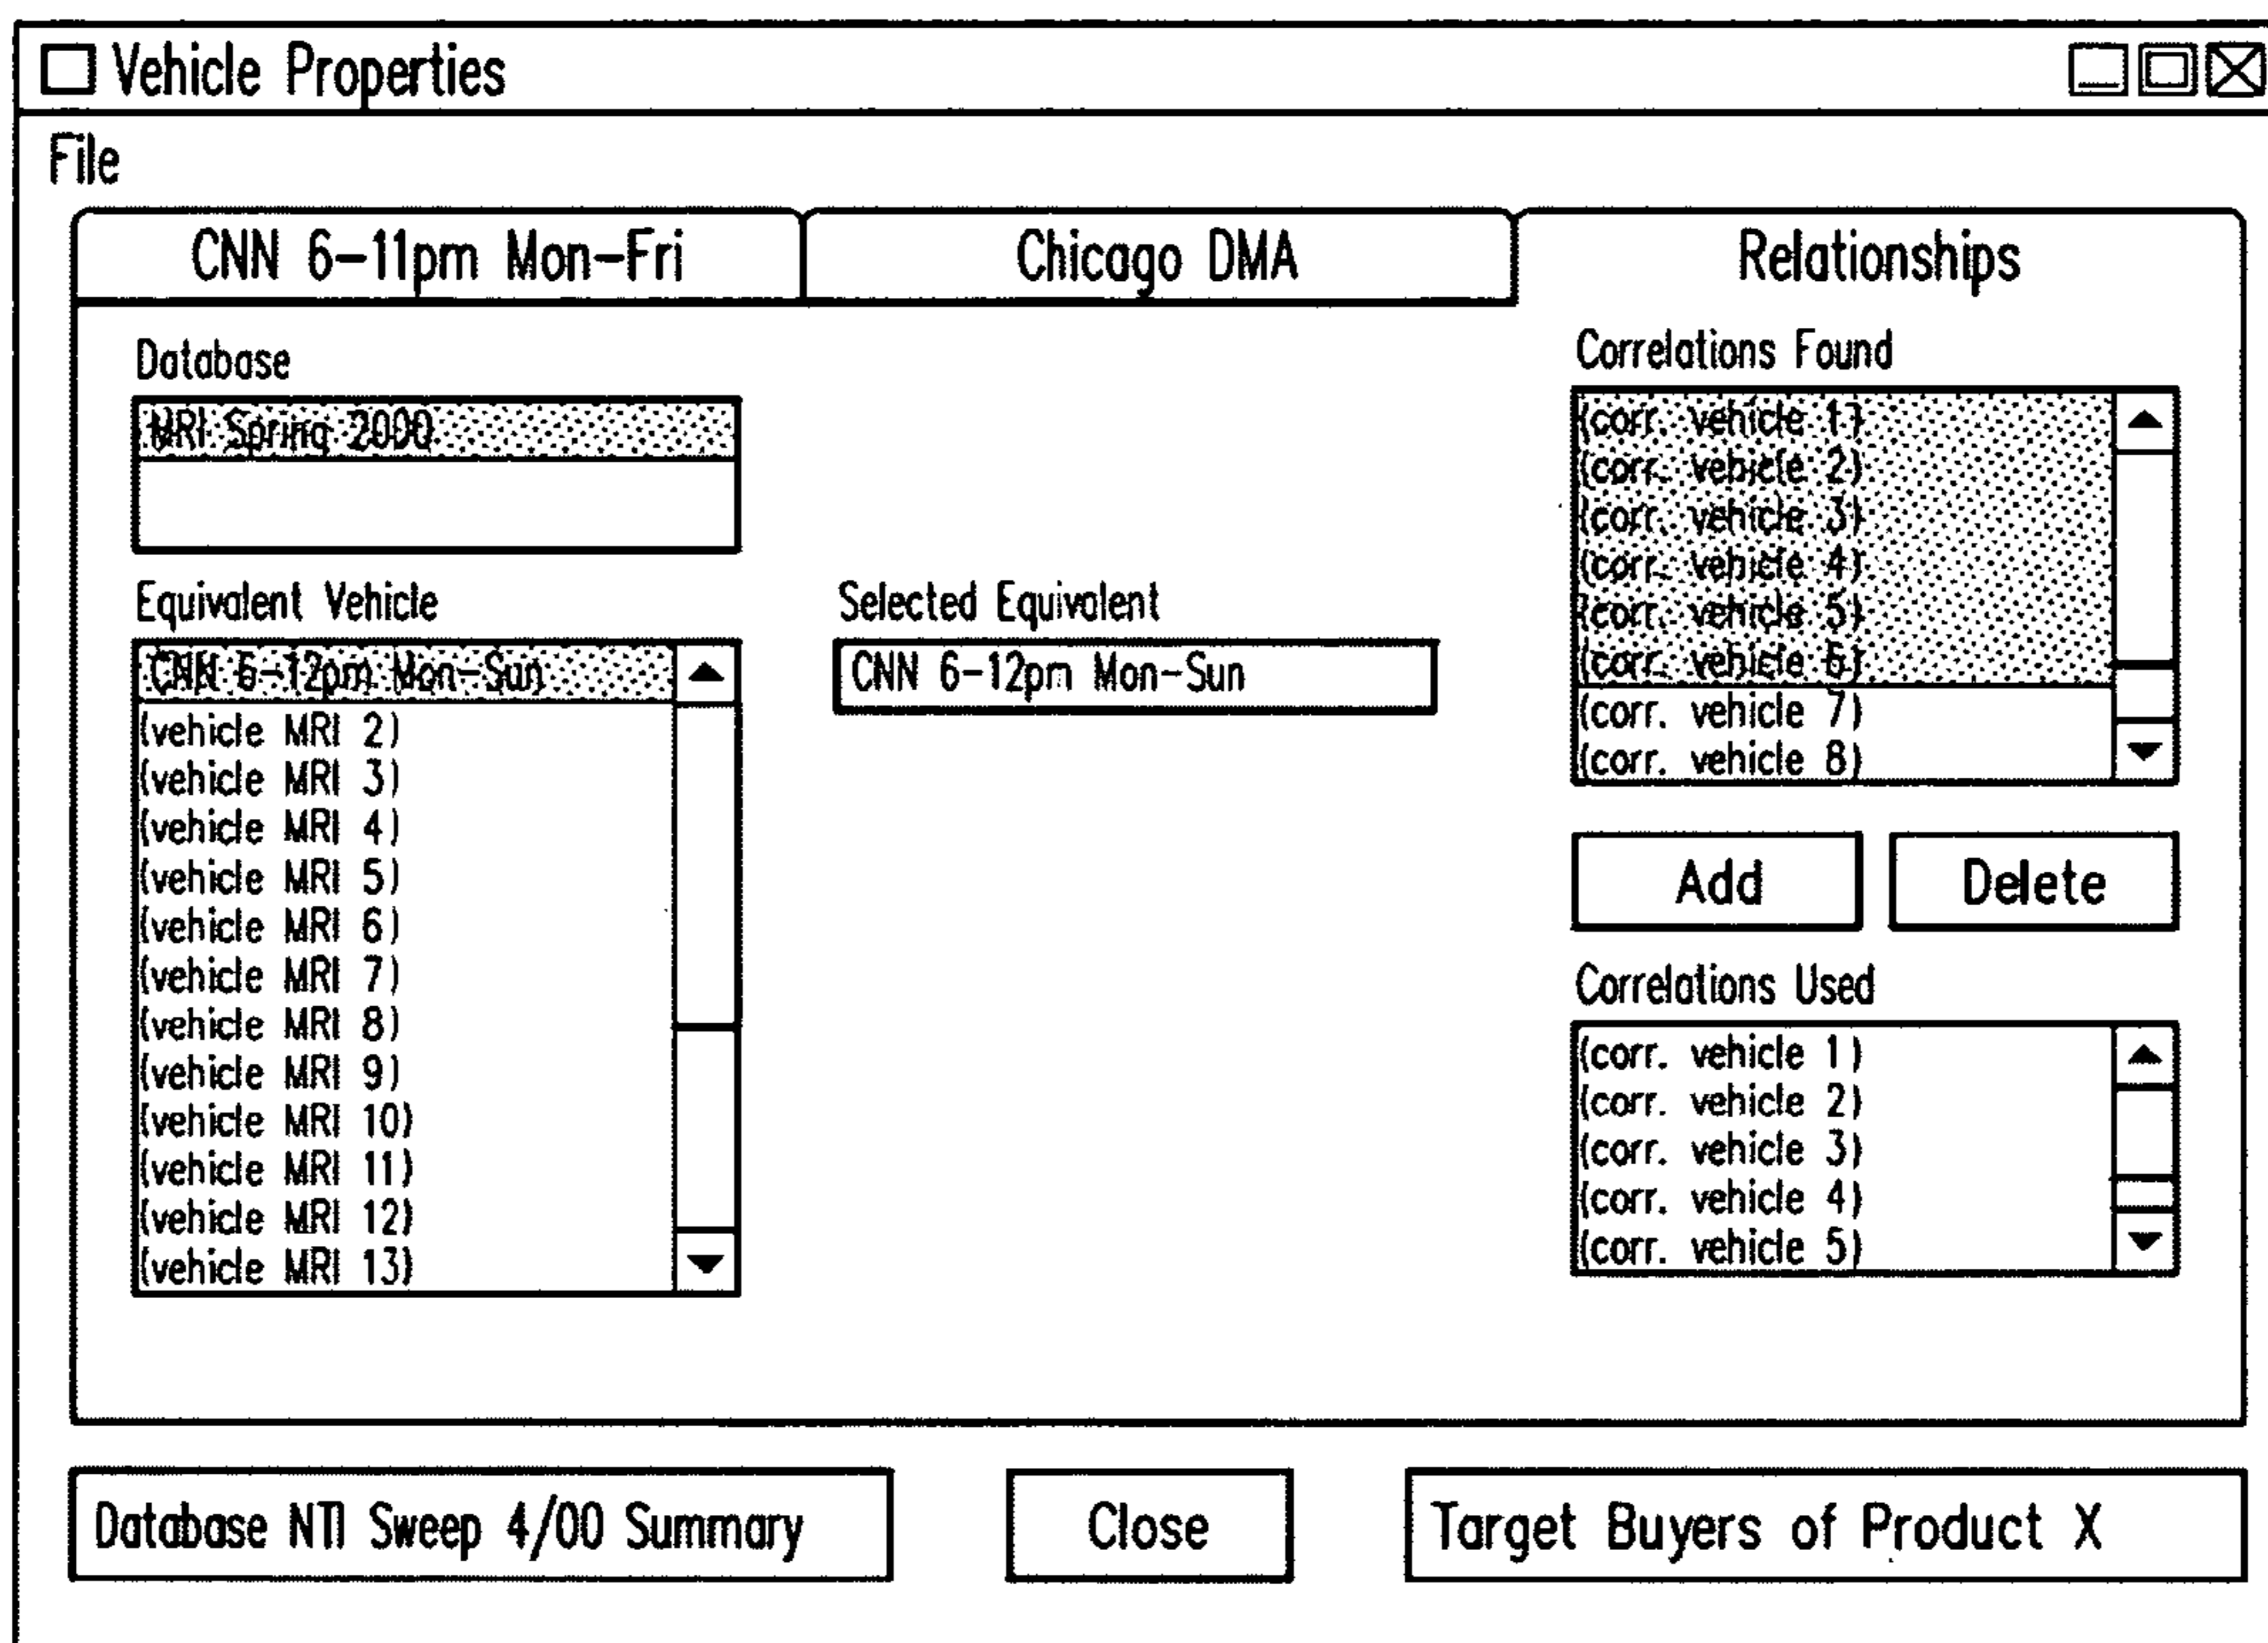 Vehicle Properties
File
CNN 6-11pm Mon-Fri
Chicago DMA
Relationships
Database
MRI Spring 2000
Equivalent Vehicle
CNN 6-12pm Mon-Sun
(vehicle MRI 2)
(vehicle MRI 3)
(vehicle MRI 4)
(vehicle MRI 5)
(vehicle MRI 6)
(vehicle MRI 7)
(vehicle MRI 8)
(vehicle MRI 9)
(vehicle MRI 10)
(vehicle MRI 11)
(vehicle MRI 12)
(vehicle MRI 13)
Selected Equivalent
CNN 6-12pm Mon-Sun
Correlations Found
(corr. vehicle 1)
(corr. vehicle 2)
(corr. vehicle 3)
(corr. vehicle 4)
(corr. vehicle 5)
(corr. vehicle 6)
(corr. vehicle 7)
(corr. vehicle 8)
Add
Delete
Correlations Used
(corr. vehicle 1)
(corr. vehicle 2)
(corr. vehicle 3)
(corr. vehicle 4)
(corr. vehicle 5)
Database NTI Sweep 4/00 Summary
Close
Target Buyers of Product X